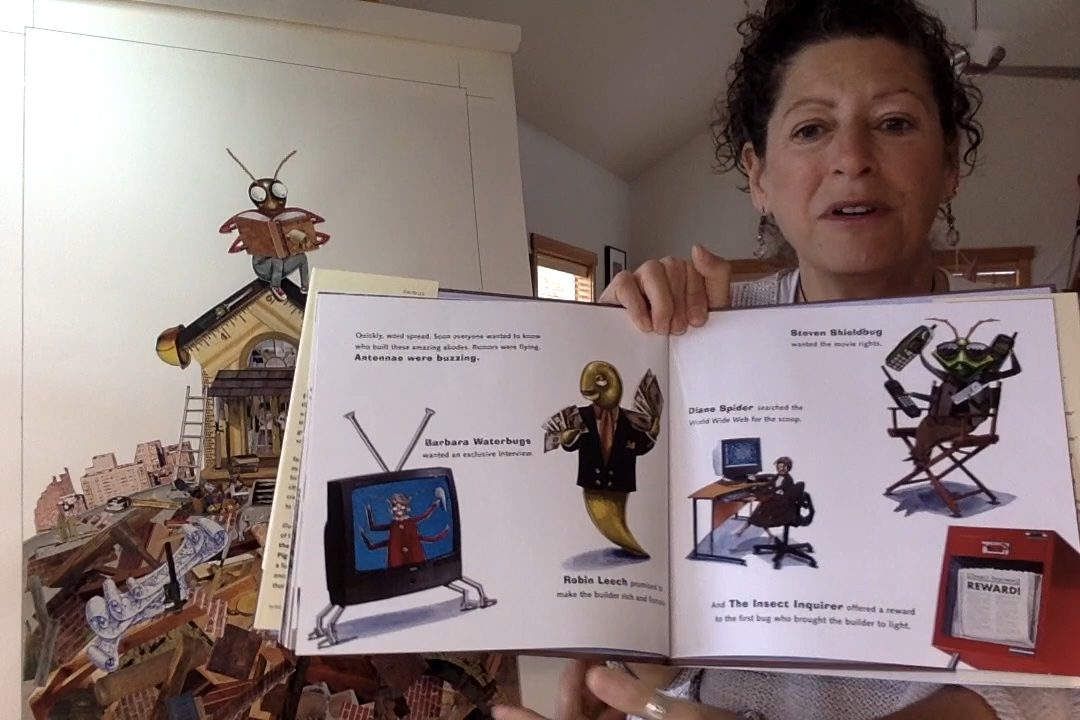 Quickly, word spread. Soon everyone wanted to know
who built these amazing abodes. Rumors were flying.
Antennae were buzzing.
Barbara Waterbugs
wanted an exclusive interview.
Robin Leech promised to
make the builder rich and famous
Steven Shieldbug
wanted the movie rights.
Diane Spider searched the
World Wide Web for the scoop.
REWARD!
And The Insect Inquirer offered a reward
to the first bug who brought the builder to light.